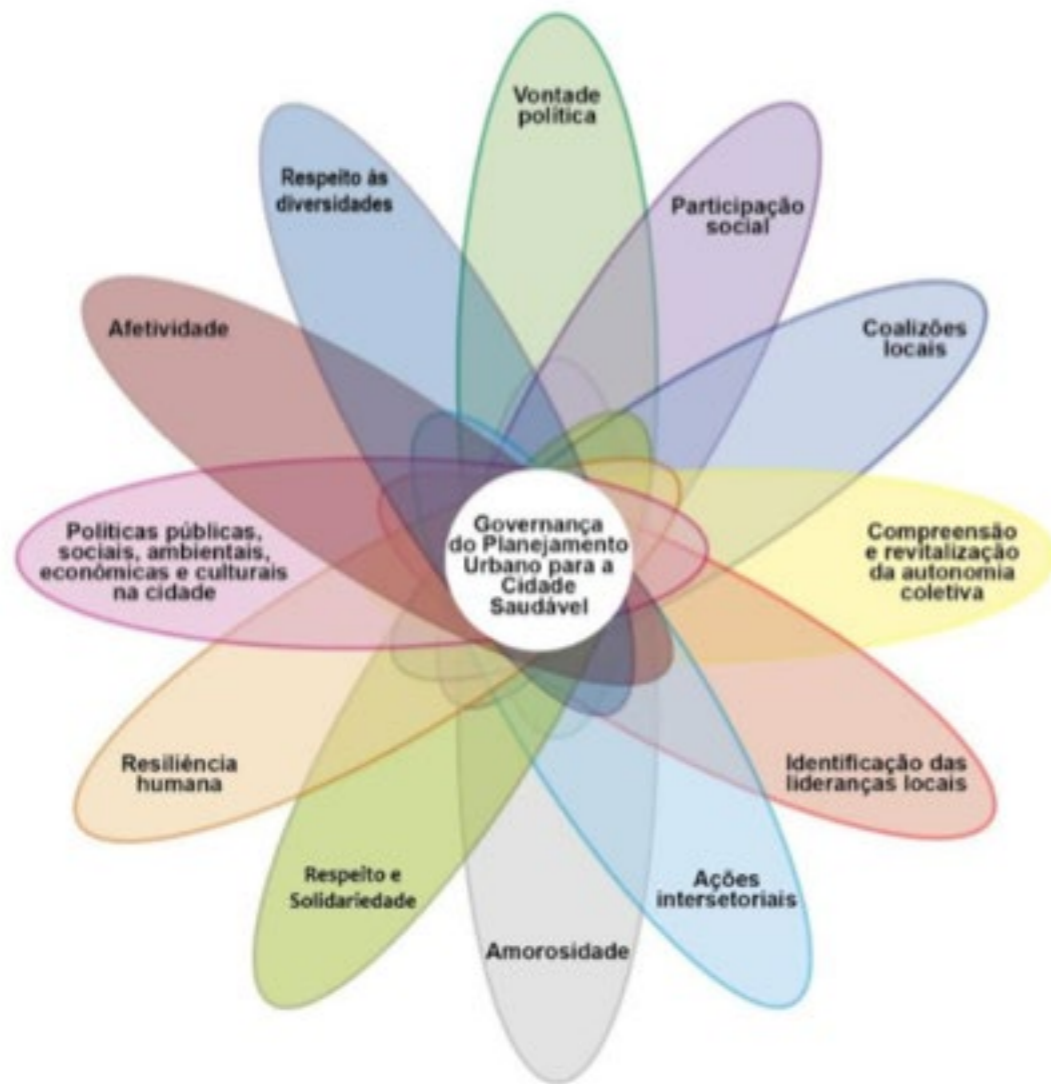 Vontade
política
Participação
social
Coalizões
locais
Compreensão
e revitalização
da autonomia
coletiva
Identificação das
lideranças locais
Ações
intersetoriais
Amorosidade
Respeito e
Solidariedade
Resiliência
humana
Políticas públicas,
sociais, ambientais,
econômicas e culturais
na cidade
Afetividade
Respeito às
diversidades
Governança
do Planejamento
Urbano para a
Cidade
Saudável